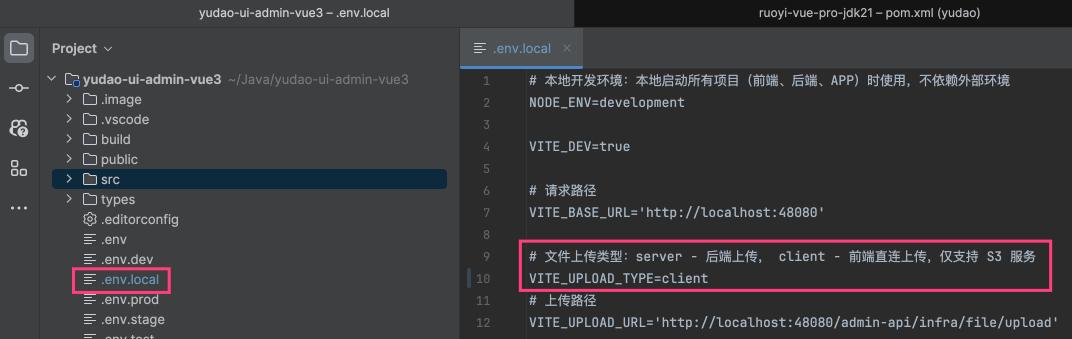 yudao-ui-admin-vue3 – .env.local
ruoyi-vue-pro-jdk21 – pom.xml (yudao)
Project
.env.local
yudao-ui-admin-vue3 ~/Java/yudao-ui-admin-vue3
.image
.vscode
build
public
src
types
.editorconfig
.env
.env.dev
.env.local
.env.prod
.env.stage
.env.test
1 # 本地开发环境：本地启动所有项目（前端、后端、APP）时使用，不依赖外部环境
2 NODE_ENV=development
3
4 VITE_DEV=true
5
6 # 请求路径
7 VITE_BASE_URL='http://localhost:48080'
8
9 # 文件上传类型：server - 后端上传， client - 前端直连上传，仅支持 S3 服务
10 VITE_UPLOAD_TYPE=client
11 # 上传路径
12 VITE_UPLOAD_URL='http://localhost:48080/admin-api/infra/file/upload'